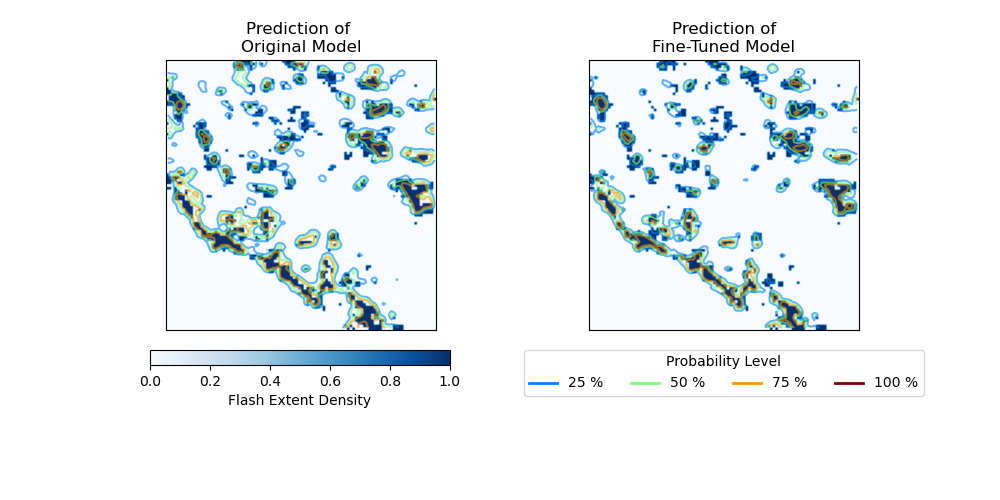 Prediction of
Original Model
Prediction of
Fine-Tuned Model
0.0 0.2 0.4 0.6 0.8 1.0
Flash Extent Density
Probability Level
25 % 50 % 75 % 100 %